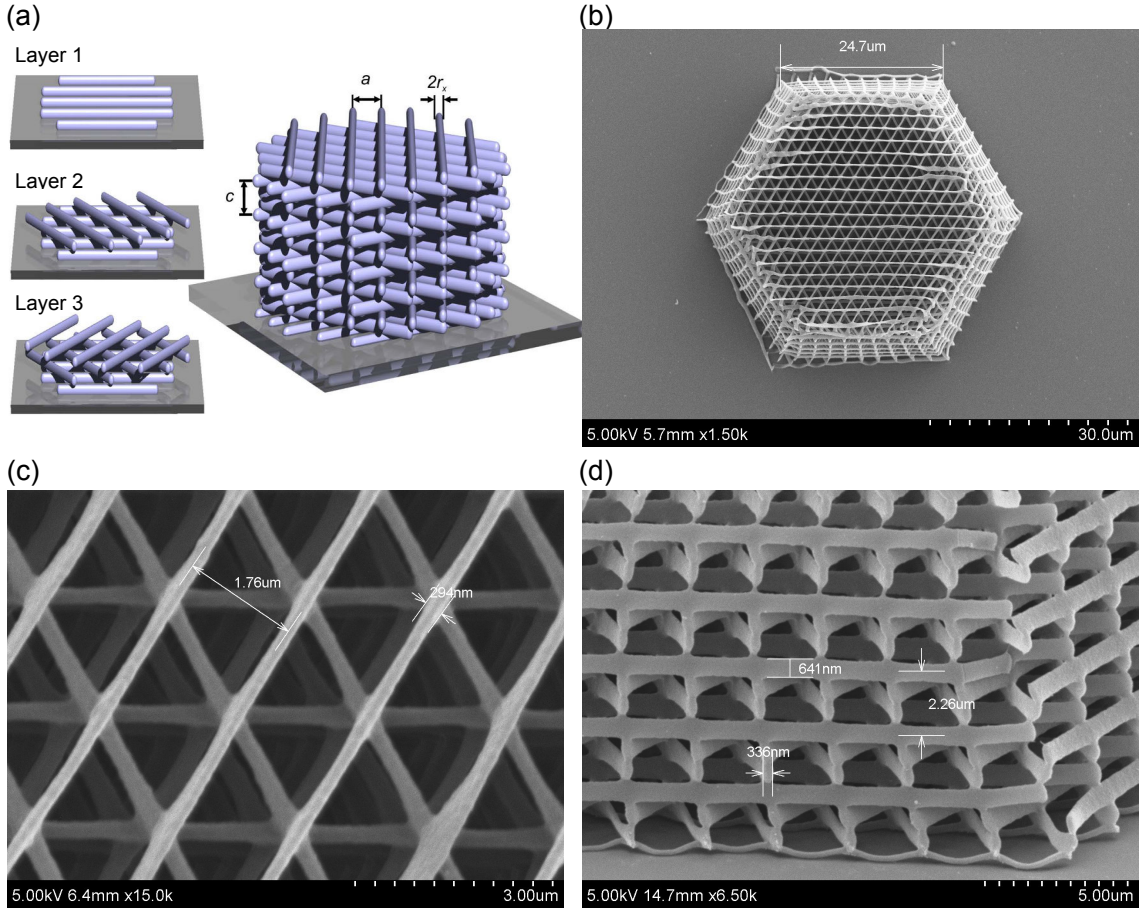 (a)
Layer 1
Layer 2
Layer 3
a
2rₓ
c
(b)
24.7um
5.00kV 5.7mm x1.50k
30.0um
(c)
1.76um
294nm
5.00kV 6.4mm x15.0k
3.00um
(d)
641nm
2.26um
336nm
5.00kV 14.7mm x6.50k
5.00um